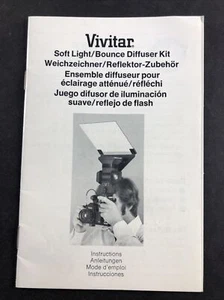 Vivitar
Soft Light/Bounce Diffuser Kit
Weichzeichner/Reflektor-Zubehör
Ensemble diffuseur pour
éclairage atténué/réfléchi
Juego difusor de iluminación
suave/reflejo de flash
Instructions
Anleitungen
Mode d'emploi
Instrucciones